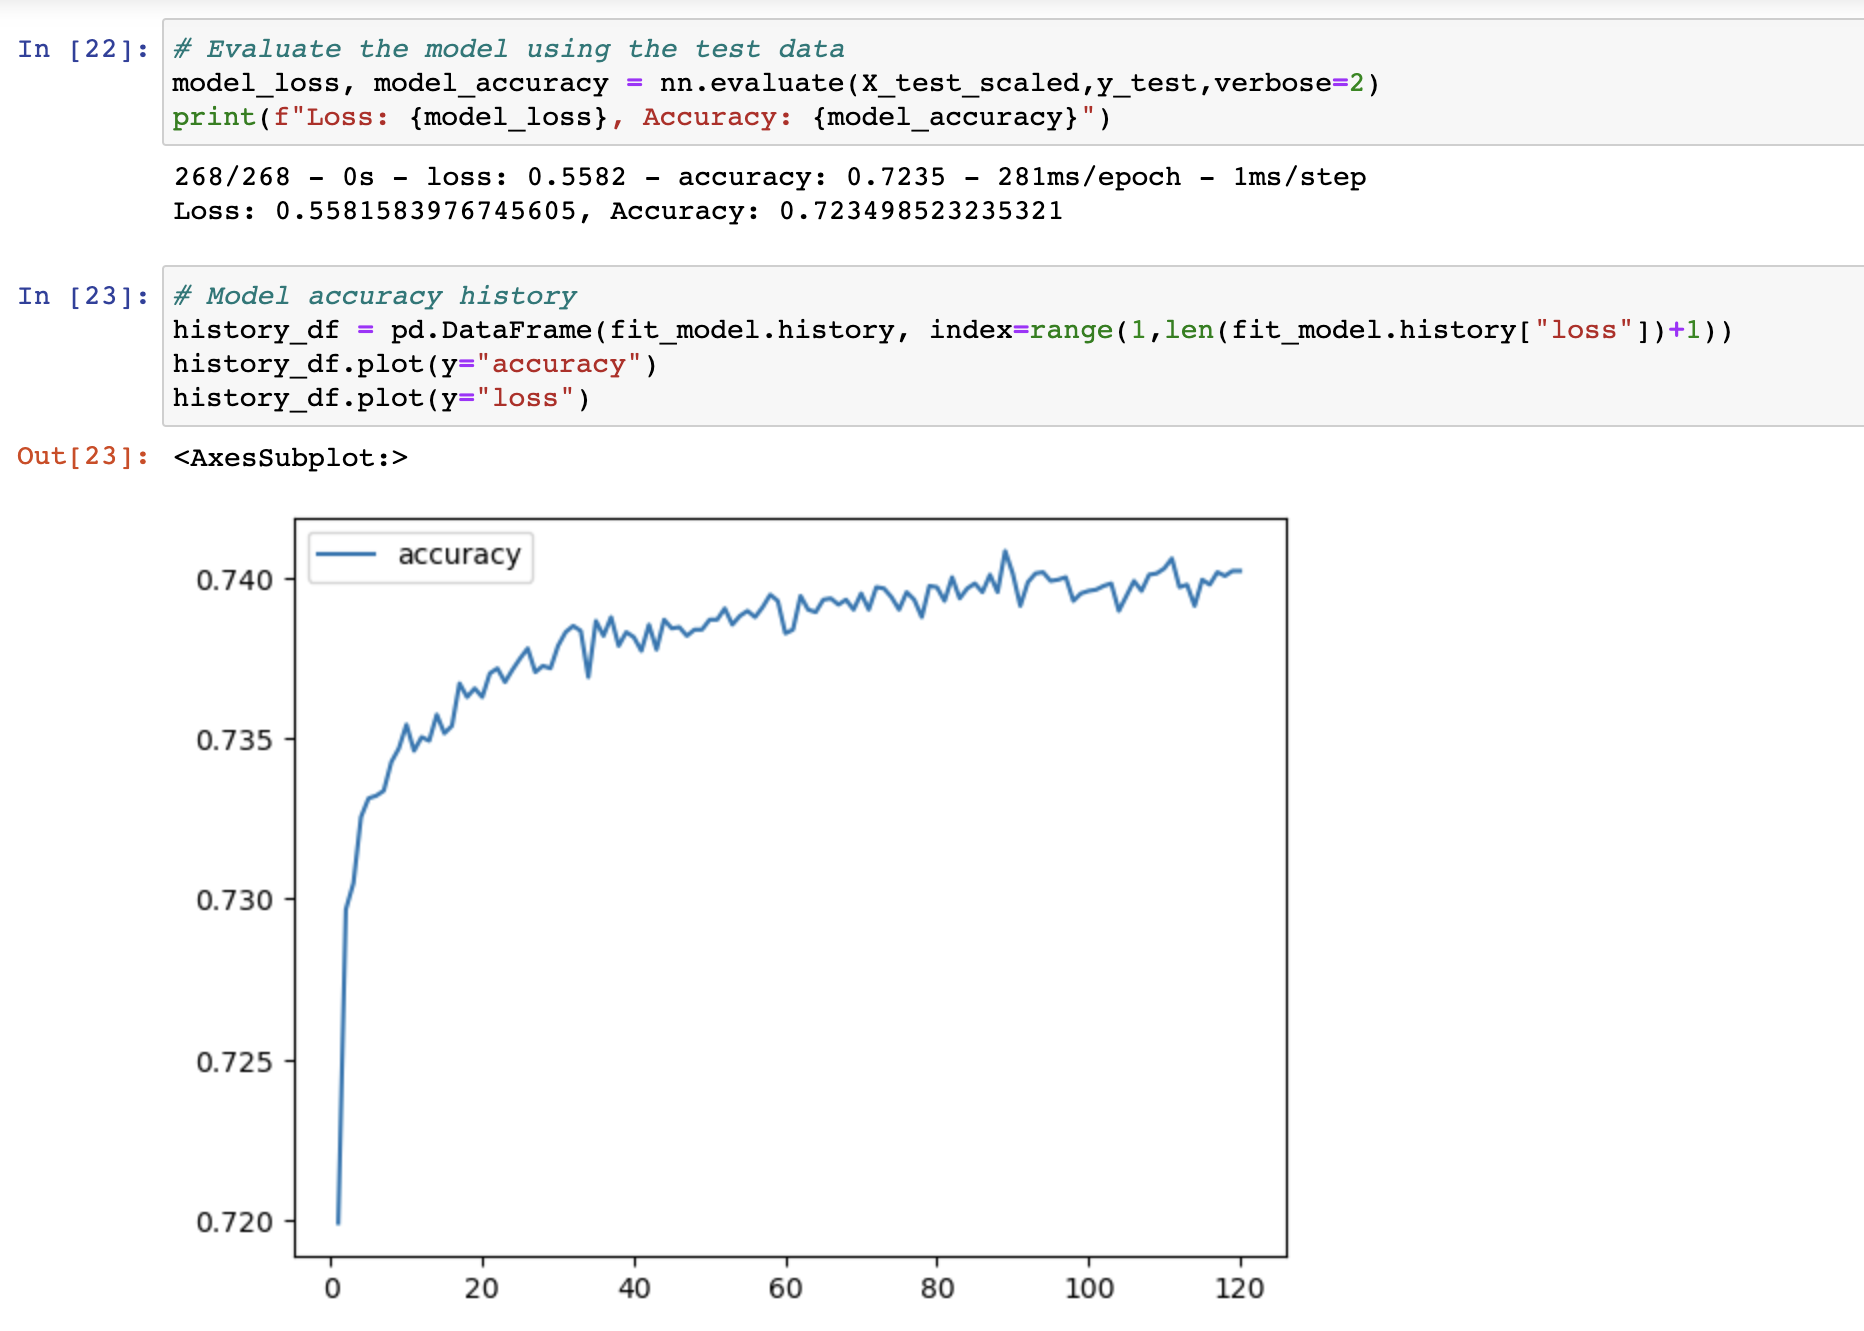 In [22]: # Evaluate the model using the test data
model_loss, model_accuracy = nn.evaluate(X_test_scaled,y_test,verbose=2)
print(f"Loss: {model_loss}, Accuracy: {model_accuracy}")
268/268 - 0s - loss: 0.5582 - accuracy: 0.7235 - 281ms/epoch - 1ms/step
Loss: 0.5581583976745605, Accuracy: 0.723498523235321
In [23]: # Model accuracy history
history_df = pd.DataFrame(fit_model.history, index=range(1,len(fit_model.history["loss"])+1))
history_df.plot(y="accuracy")
history_df.plot(y="loss")
Out[23]: <AxesSubplot:>
accuracy
0.740
0.735
0.730
0.725
0.720
0 20 40 60 80 100 120